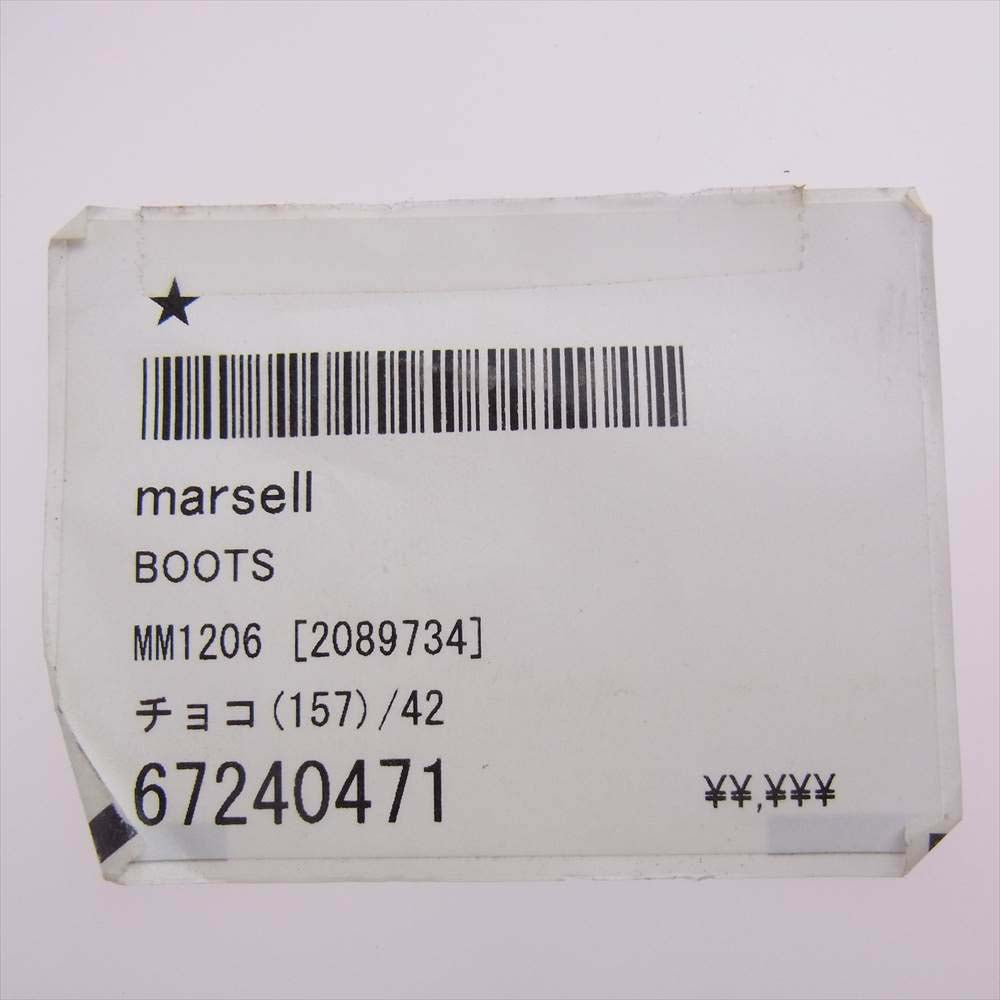 ★
marsell
BOOTS
MM1206 [2089734]
チョコ(157)/42
67240471
¥¥,¥¥¥